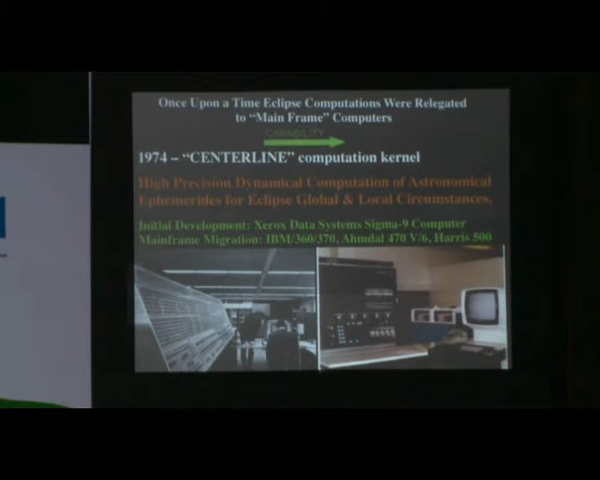 Once Upon a Time Eclipse Computations Were Relegated
to "Main Frame" Computers
CAPABILITY
1974 – "CENTERLINE" computation kernel
High Precision Dynamical Computation of Astronomical
Ephemerides for Eclipse Global & Local Circumstances.
Initial Development: Xerox Data Systems Sigma-9 Computer
Mainframe Migration: IBM/360/370, Ahmdal 470 V/6, Harris 500